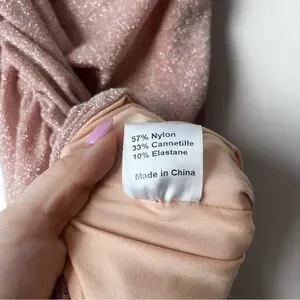 57% Nylon
33% Cannetille
10% Elastane
Made in China